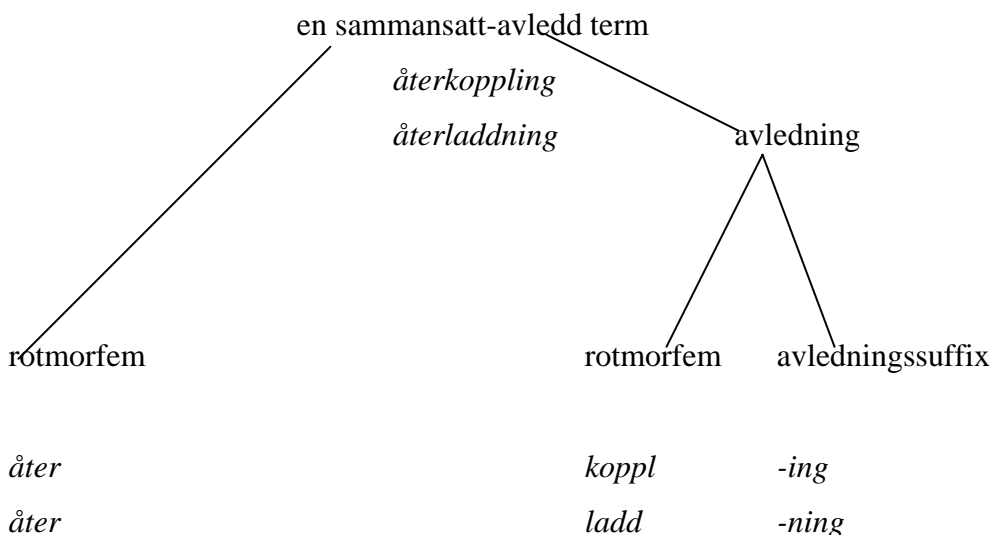 en sammansatt-avledd term
återkoppling
återladdning
avledning
rotmorfem rotmorfem avledningssuffix
åter koppl -ing
åter ladd -ning